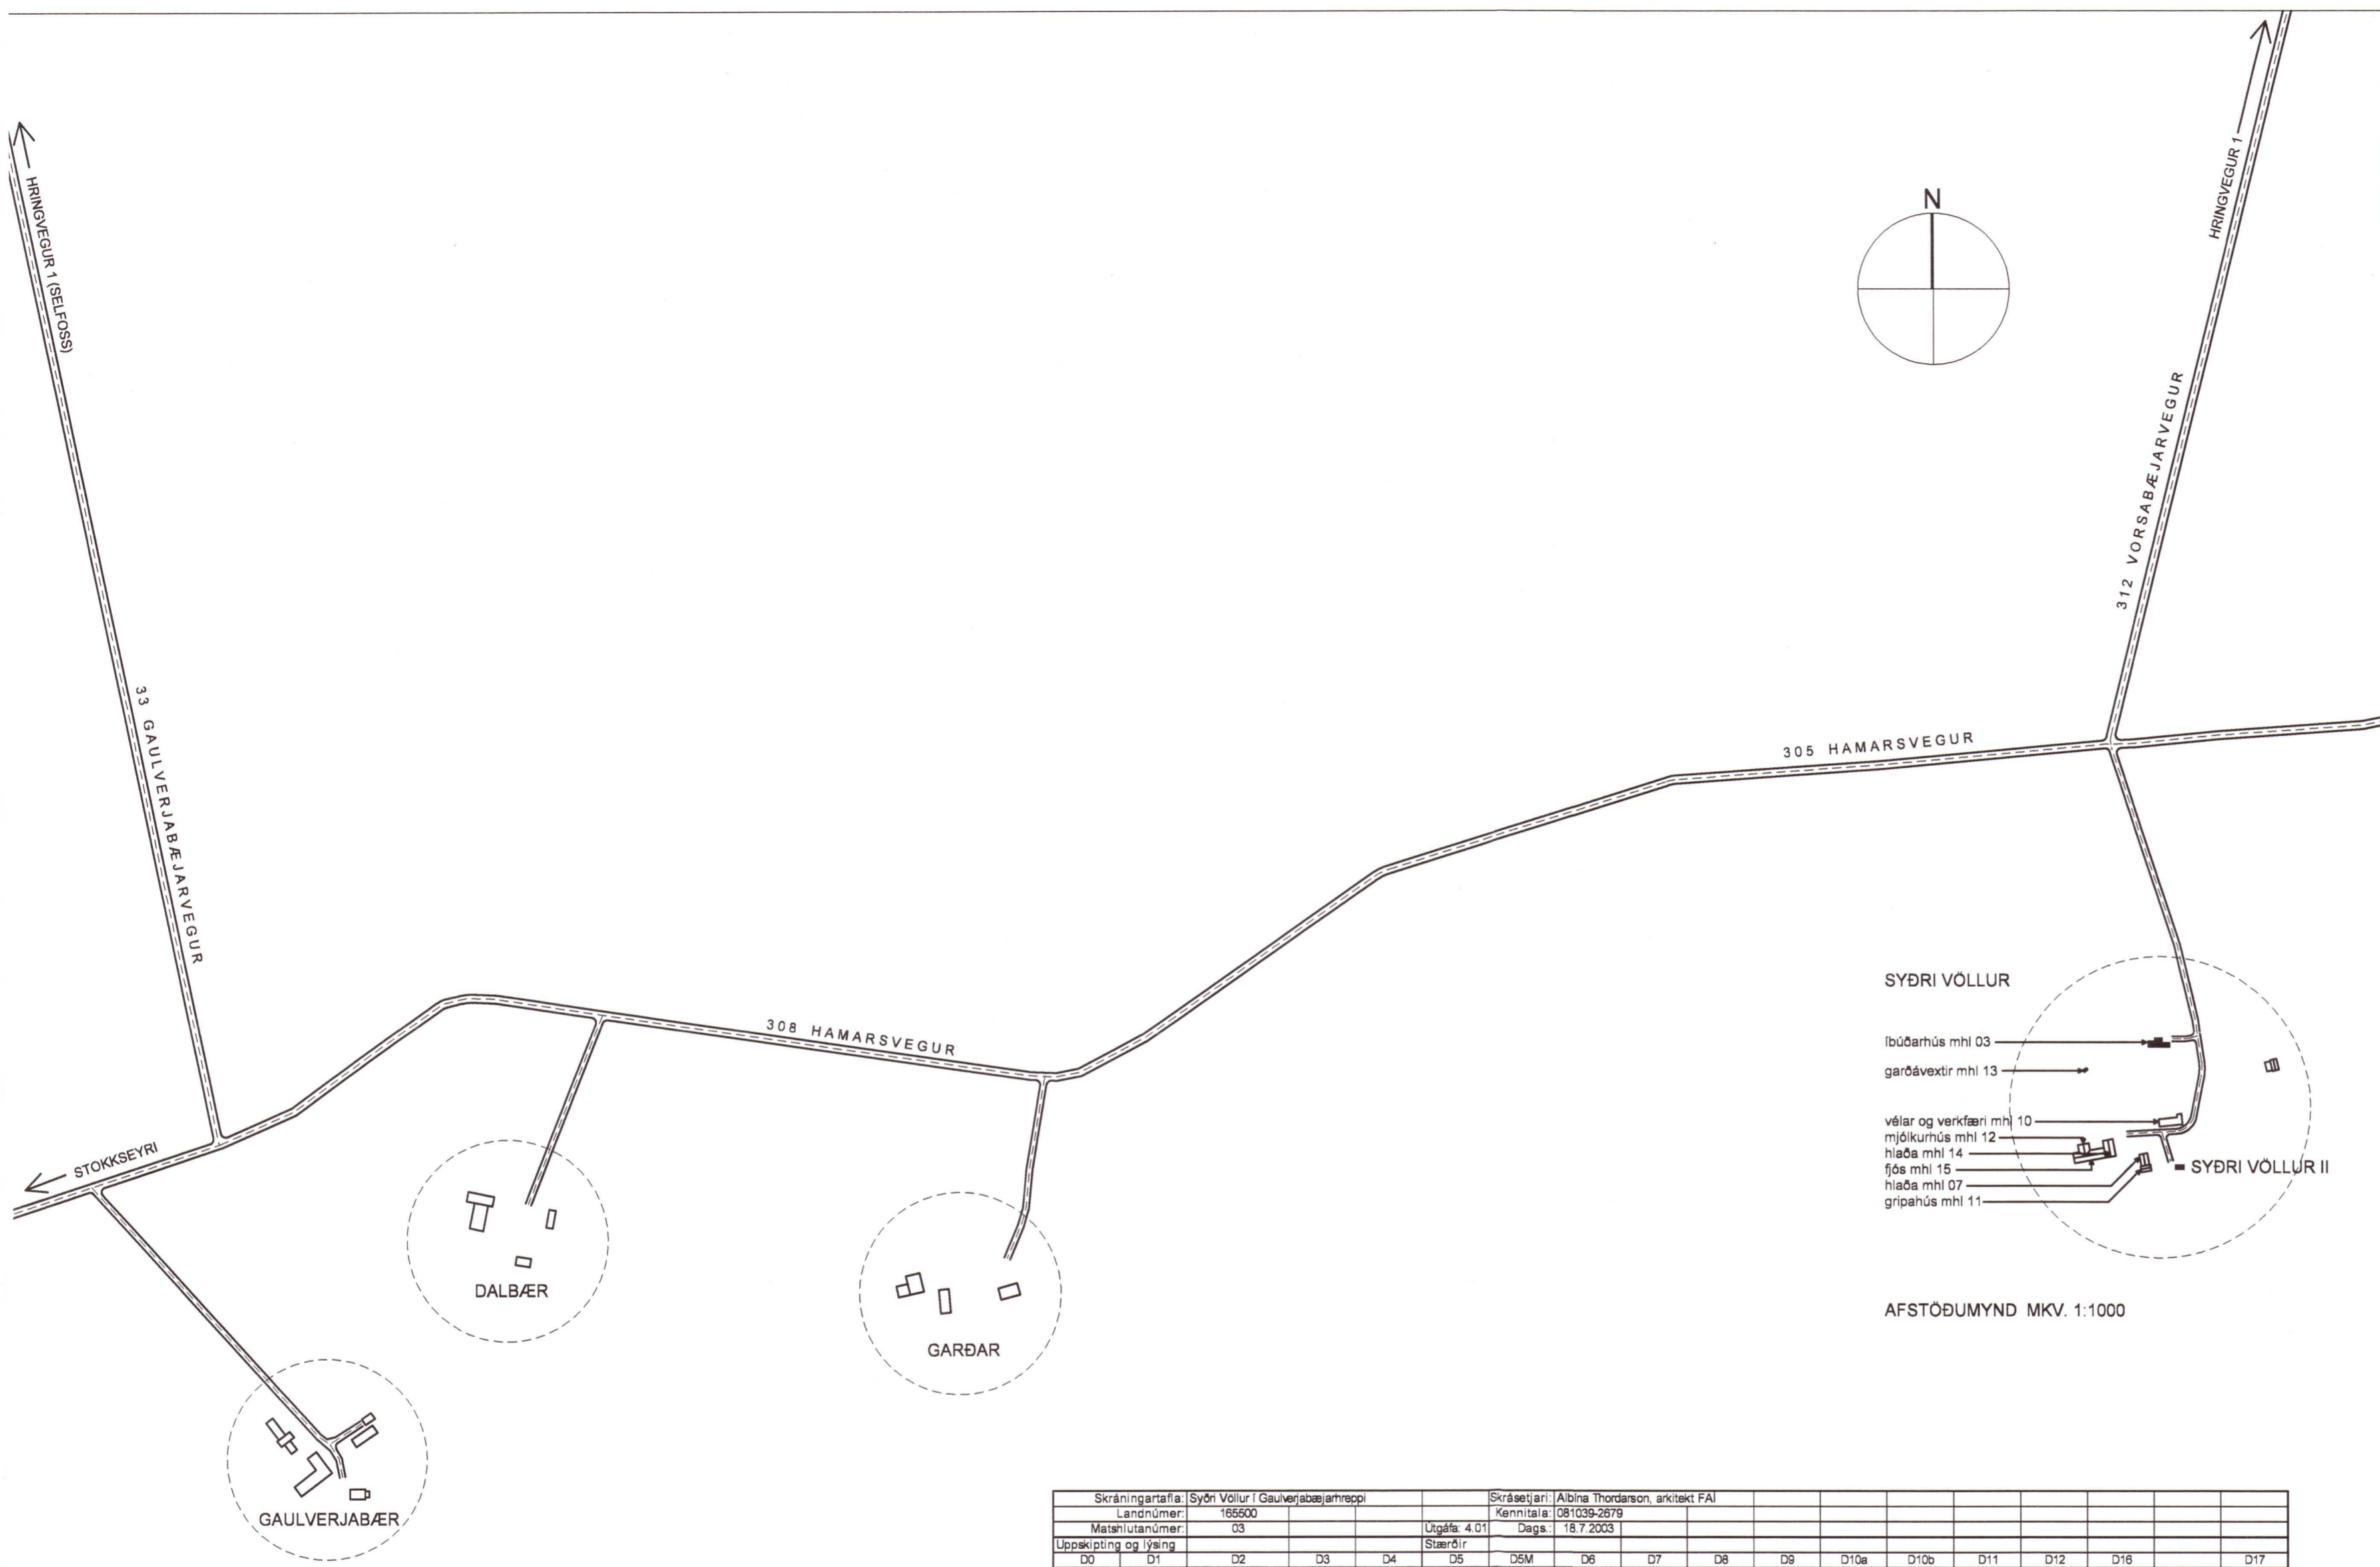 N
HRINGVEGUR 1 (SELFOSS)
HRINGVEGUR 1
312 VORSABÆJARVEGUR
33 GAULVERJABÆJARVEGUR
305 HAMARSVEGUR
308 HAMARSVEGUR
STOKKSEYRI
SYÐRI VÖLLUR
íbúðarhús mhl 03
garðávextir mhl 13
vélar og verkfæri mhl 10
mjólkurhús mhl 12
hlaða mhl 14
fjós mhl 15
hlaða mhl 07
gripahús mhl 11
SYÐRI VÖLLUR II
DALBÆR
GARÐAR
GAULVERJABÆR
AFSTÖÐUMYND MKV. 1:1000
Skráningartafla: Syðri Völlur í Gaulverjabæjarhreppi Skrásetjari: Albína Thordarson, arkitekt FAÍ
Landnúmer: 165500 Kennitala: 081039-2679
Matshlutanúmer: 03 Útgáfa: 4.01 Dags.: 18.7.2003
Uppskipting og lýsing Stærðir
D0 D1 D2 D3 D4 D5 D5M D6 D7 D8 D9 D10a D10b D11 D12 D16 D17